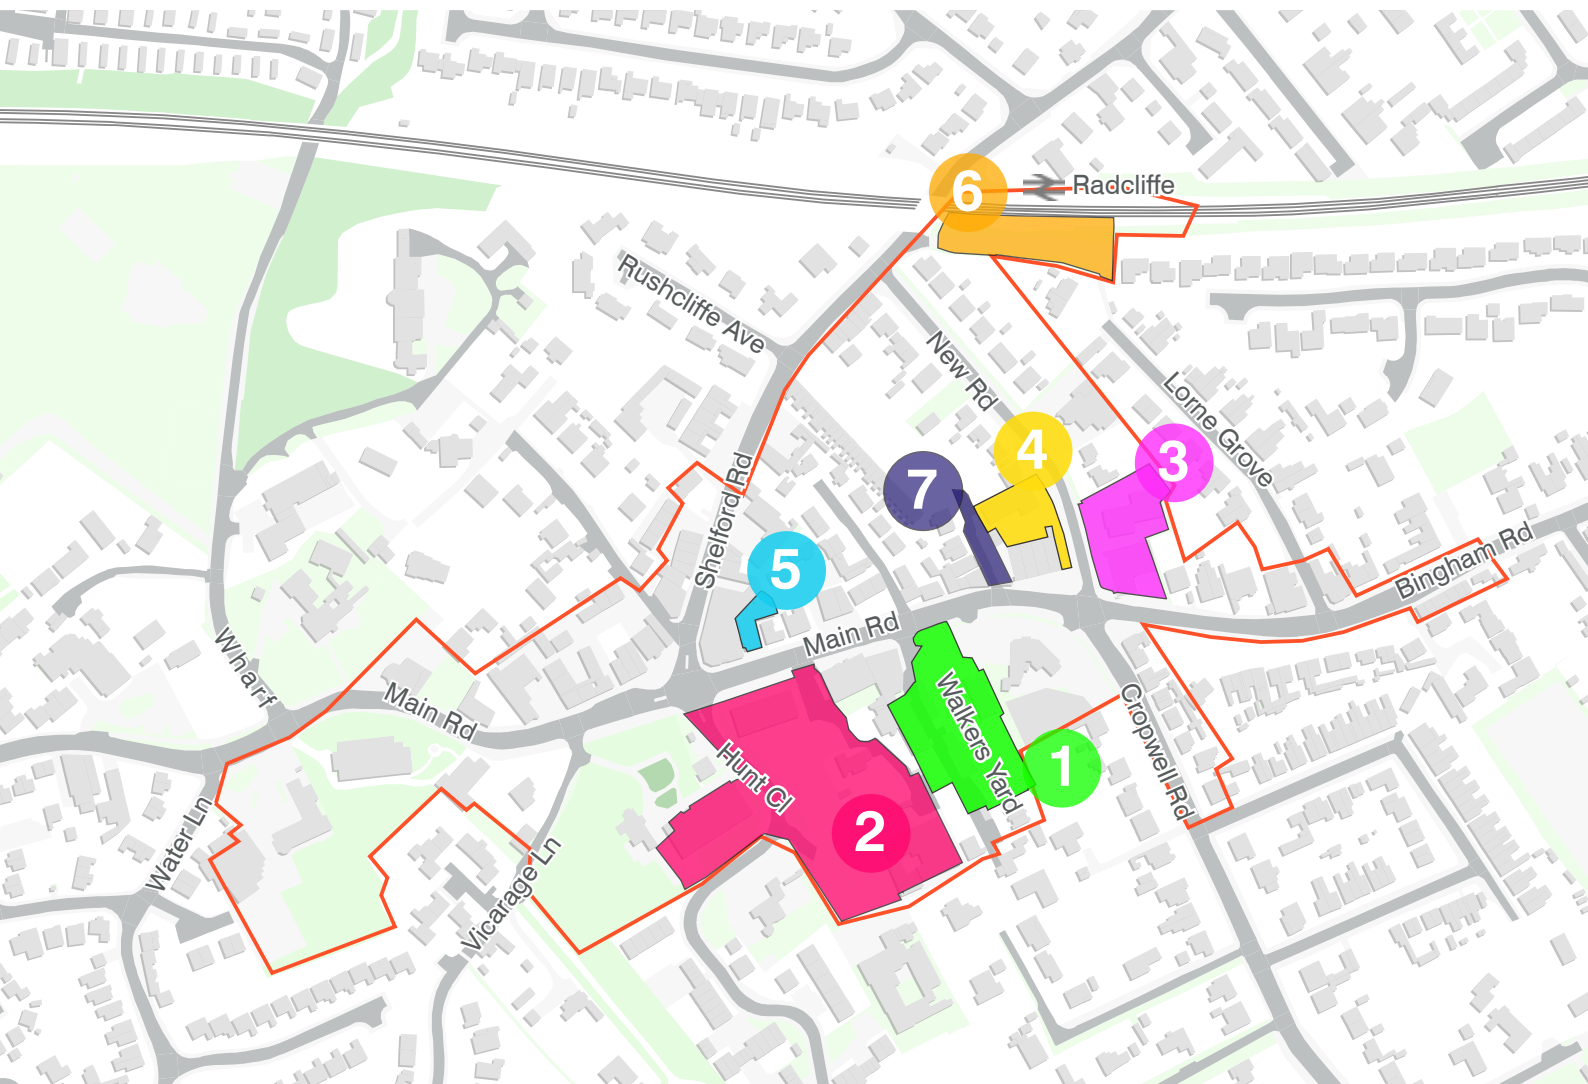 6
Radcliffe
Rushcliffe Ave
New Rd
Lorne Grove
4
3
7
Shelford Rd
5
Bingham Rd
Main Rd
Wharf
Main Rd
Walkers Yard
Cropwell Rd
Hunt Cl
1
2
Water Ln
Vicarage Ln